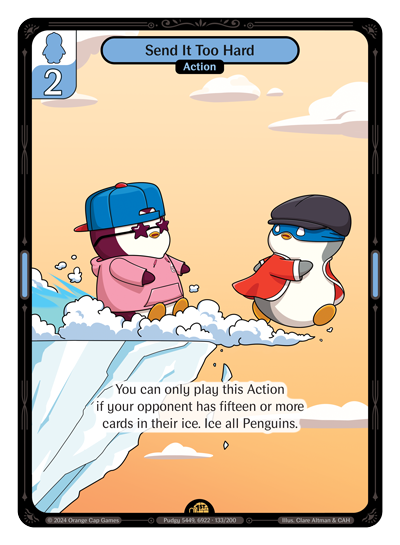 2
Send It Too Hard
Action
You can only play this Action
if your opponent has fifteen or more
cards in their ice. Ice all Penguins.
© 2024 Orange Cap Games
Pudgy 5449, 6922 - 133/200
Illus. Clare Altman & CAH